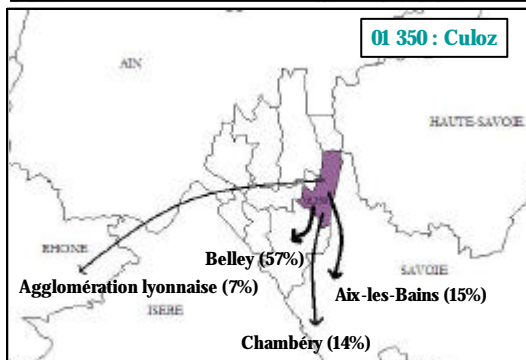 01 350 : Culoz
AIN
HAUTE-SAVOIE
RHONE
Belley (57%)
SAVOIE
Agglomération lyonnaise (7%)
Aix-les-Bains (15%)
ISERE
Chambéry (14%)